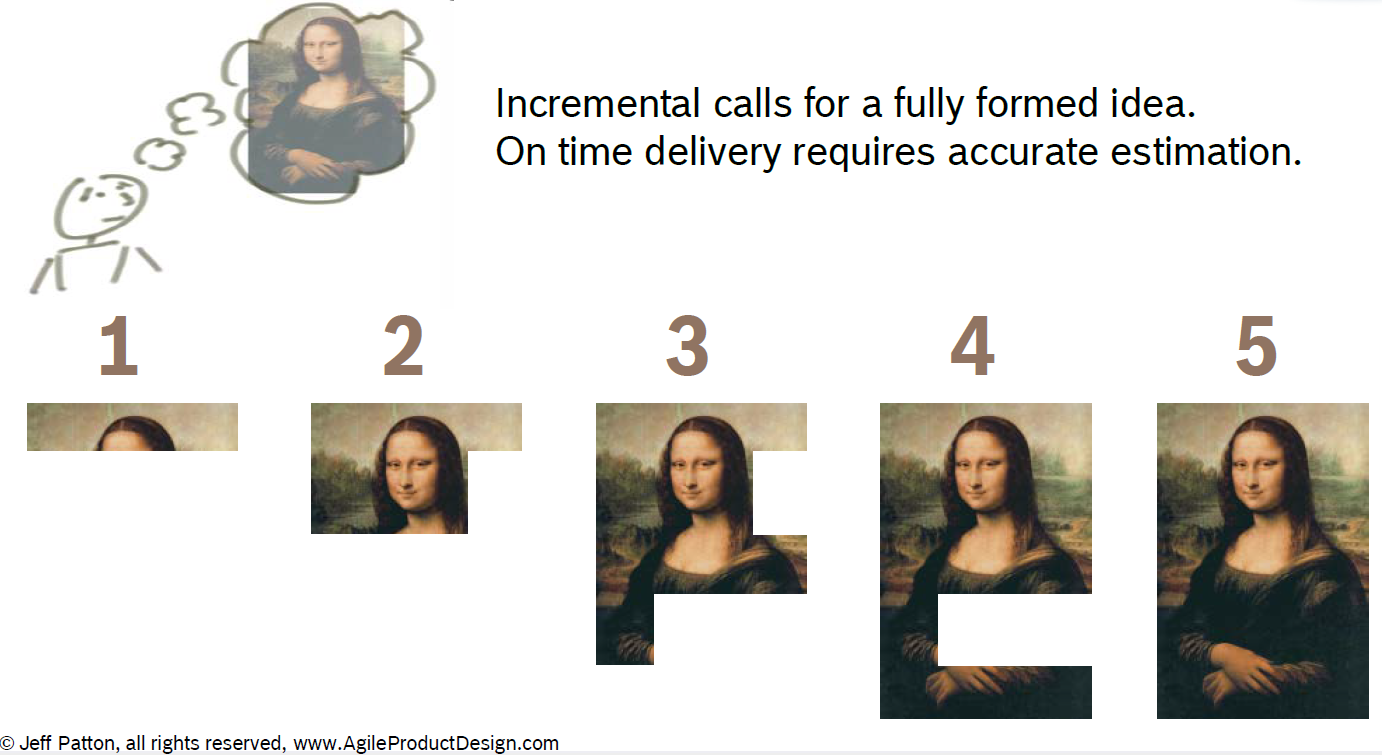 Incremental calls for a fully formed idea.
On time delivery requires accurate estimation.
1 2 3 4 5
© Jeff Patton, all rights reserved, www.AgileProductDesign.com